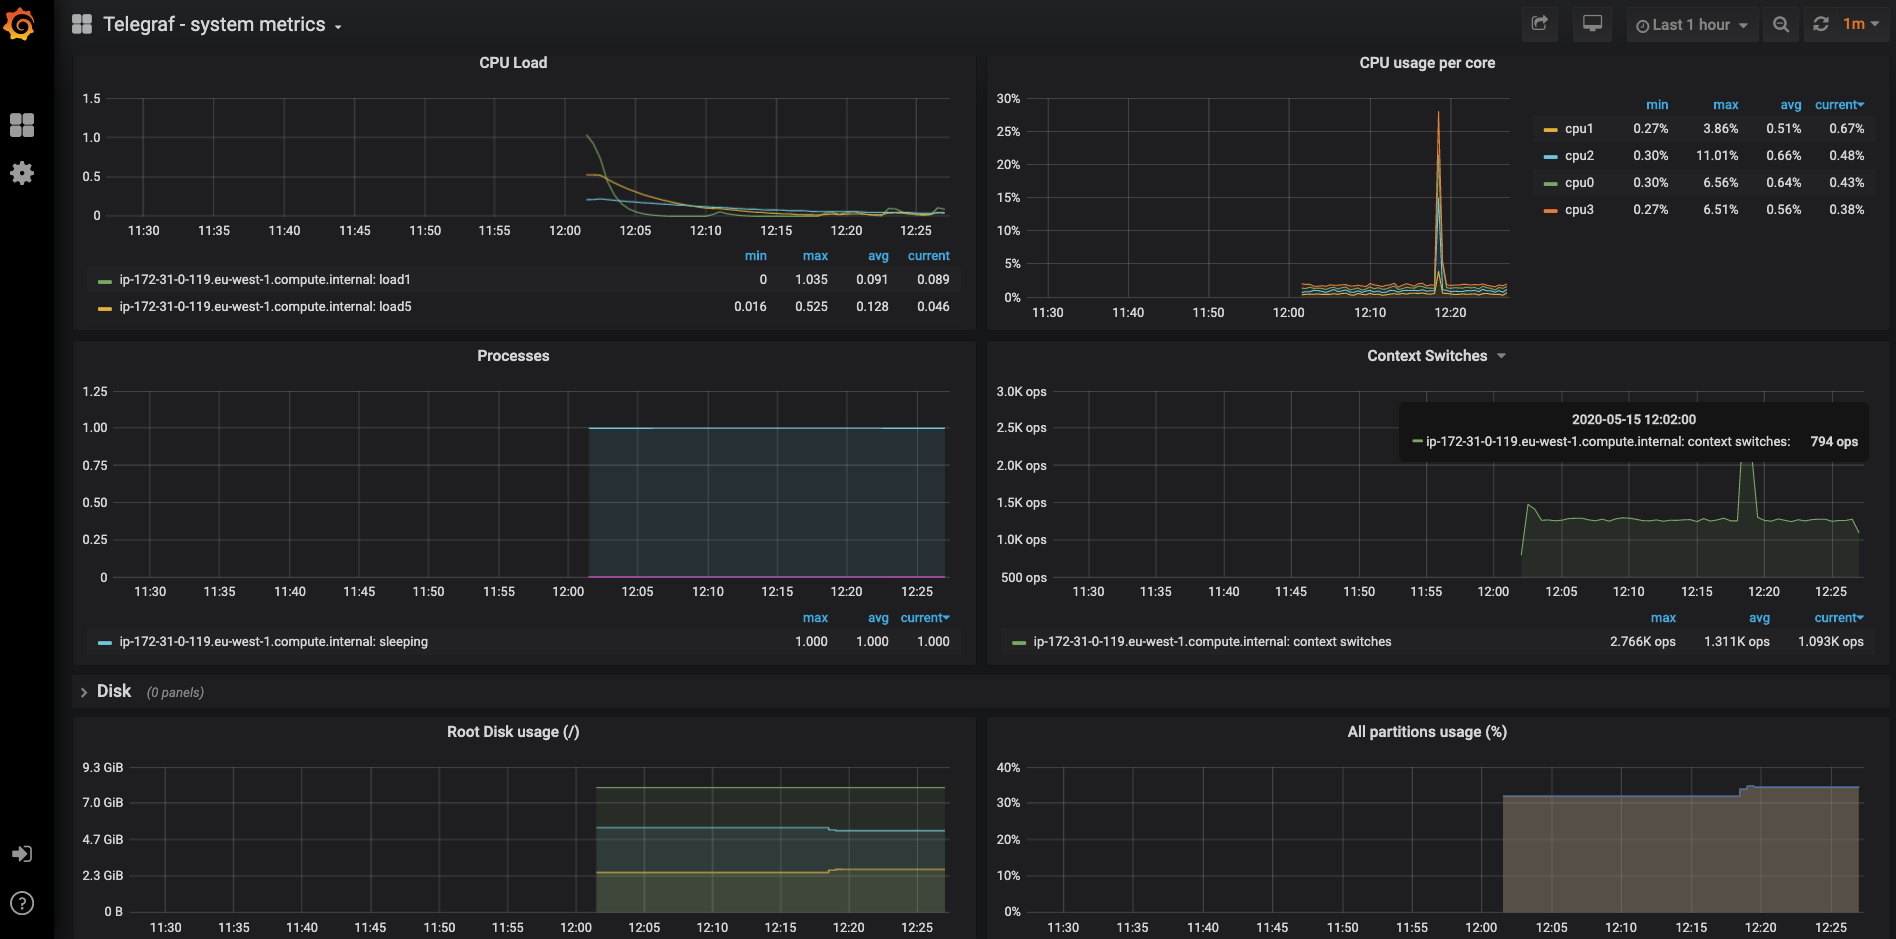 Telegraf - system metrics
Last 1 hour
1m
CPU Load
1.5
1.0
0.5
0
11:30 11:35 11:40 11:45 11:50 11:55 12:00 12:05 12:10 12:15 12:20 12:25
min max avg current
ip-172-31-0-119.eu-west-1.compute.internal: load1 0 1.035 0.091 0.089
ip-172-31-0-119.eu-west-1.compute.internal: load5 0.016 0.525 0.128 0.046
CPU usage per core
30%
25%
20%
15%
10%
5%
0%
11:30 11:40 11:50 12:00 12:10 12:20
min max avg current
cpu1 0.27% 3.86% 0.51% 0.67%
cpu2 0.30% 11.01% 0.66% 0.48%
cpu0 0.30% 6.56% 0.64% 0.43%
cpu3 0.27% 6.51% 0.56% 0.38%
Processes
1.25
1.00
0.75
0.50
0.25
0
11:30 11:35 11:40 11:45 11:50 11:55 12:00 12:05 12:10 12:15 12:20 12:25
max avg current
ip-172-31-0-119.eu-west-1.compute.internal: sleeping 1.000 1.000 1.000
Context Switches
3.0K ops
2.5K ops
2.0K ops
1.5K ops
1.0K ops
500 ops
2020-05-15 12:02:00
ip-172-31-0-119.eu-west-1.compute.internal: context switches: 794 ops
11:30 11:35 11:40 11:45 11:50 11:55 12:00 12:05 12:10 12:15 12:20 12:25
max avg current
ip-172-31-0-119.eu-west-1.compute.internal: context switches 2.766K ops 1.311K ops 1.093K ops
Disk (0 panels)
Root Disk usage (/)
9.3 GiB
7.0 GiB
4.7 GiB
2.3 GiB
0 B
11:30 11:35 11:40 11:45 11:50 11:55 12:00 12:05 12:10 12:15 12:20 12:25
All partitions usage (%)
40%
30%
20%
10%
0%
11:30 11:35 11:40 11:45 11:50 11:55 12:00 12:05 12:10 12:15 12:20 12:25